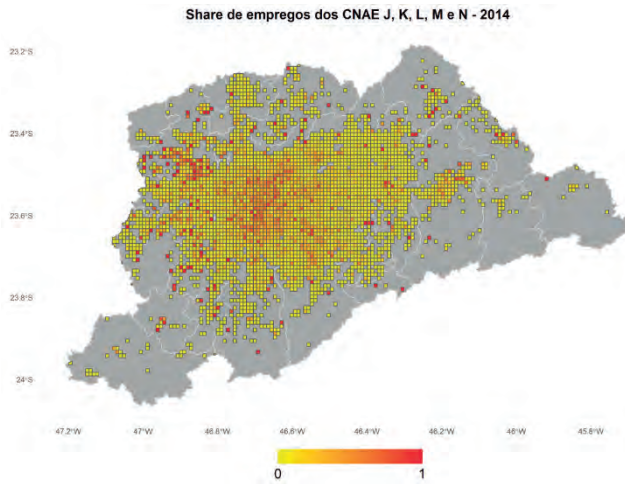 Share de empregos dos CNAE J, K, L, M e N - 2014
23.2°S
23.4°S
23.6°S
23.8°S
24°S
47.2°W
47°W
46.8°W
46.6°W
46.4°W
46.2°W
46°W
45.8°W
0
1